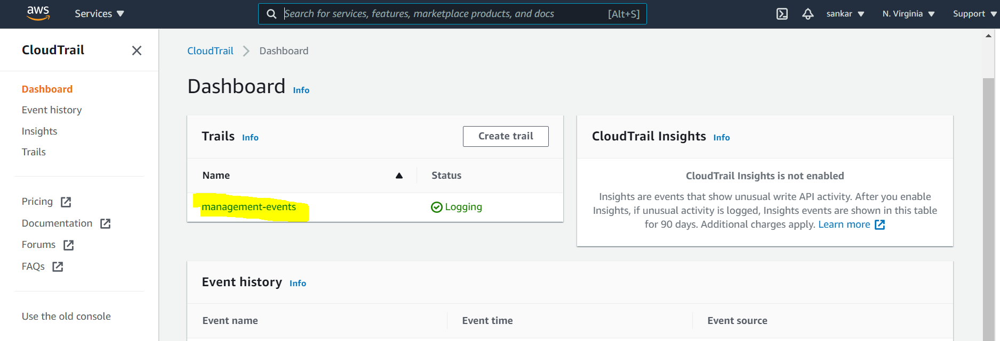 aws
Services
Search for services, features, marketplace products, and docs [Alt+S]
sankar
N. Virginia
Support
CloudTrail
Dashboard
Event history
Insights
Trails
Pricing
Documentation
Forums
FAQs
Use the old console
CloudTrail Dashboard
Dashboard Info
Trails Info
Create trail
Name Status
management-events Logging
CloudTrail Insights Info
CloudTrail Insights is not enabled
Insights are events that show unusual write API activity. After you enable
Insights, if unusual activity is logged, Insights events are shown in this table
for 90 days. Additional charges apply. Learn more
Event history Info
Event name Event time Event source